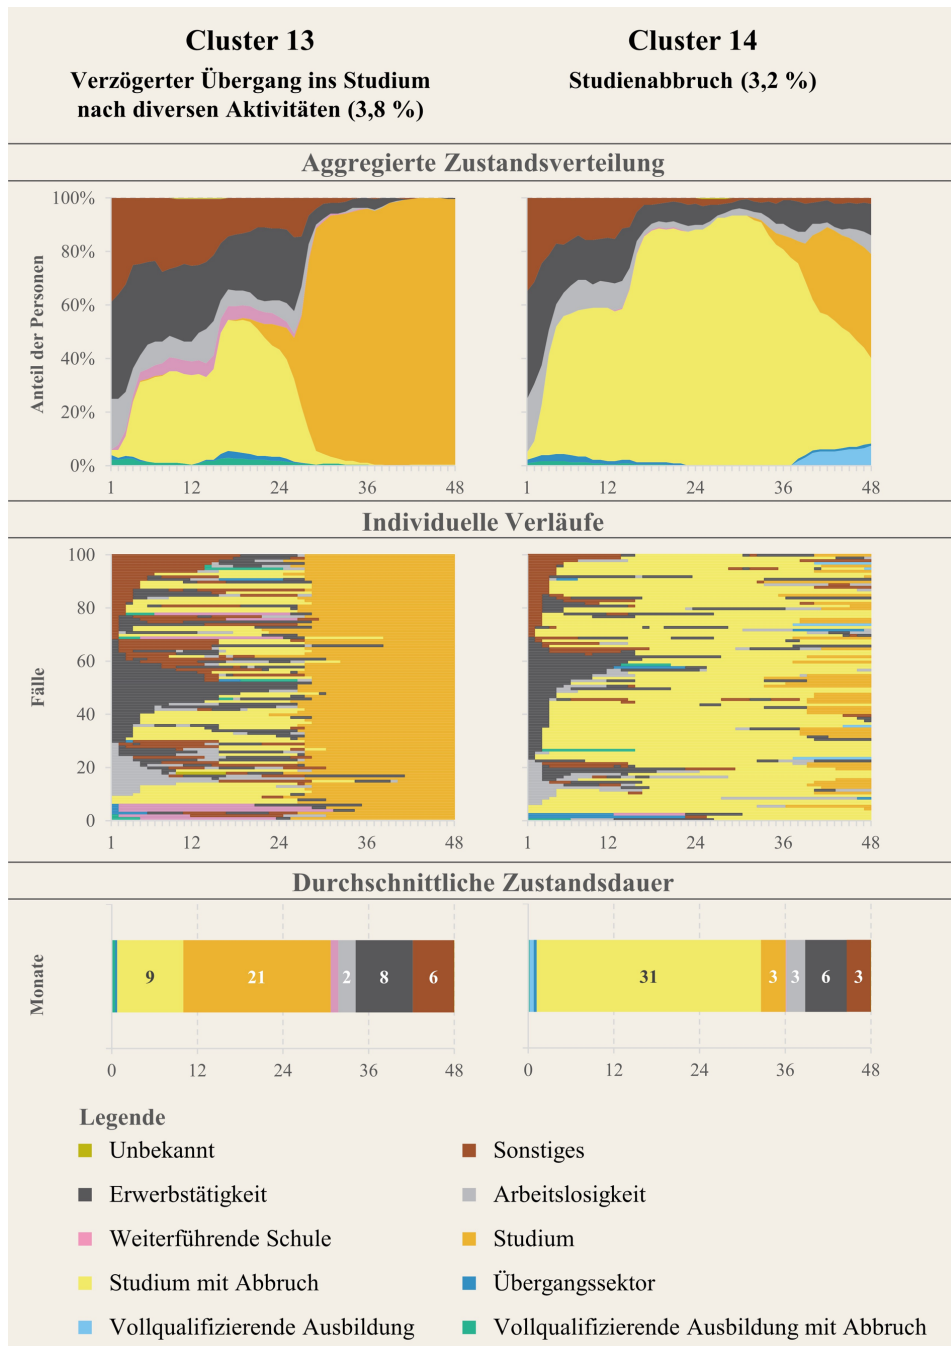 Cluster 13
Cluster 14
Verzögerter Übergang ins Studium
nach diversen Aktivitäten (3,8 %)
Studienabbruch (3,2 %)
Aggregierte Zustandsverteilung
Anteil der Personen
100%
80%
60%
40%
20%
0%
1 12 24 36 48
1 12 24 36 48
Individuelle Verläufe
Fälle
100
80
60
40
20
0
1 12 24 36 48
1 12 24 36 48
Durchschnittliche Zustandsdauer
Monate
9 21 2 8 6
31 3 3 6 3
0 12 24 36 48
0 12 24 36 48
Legende
Unbekannt
Sonstiges
Erwerbstätigkeit
Arbeitslosigkeit
Weiterführende Schule
Studium
Studium mit Abbruch
Übergangssektor
Vollqualifizierende Ausbildung
Vollqualifizierende Ausbildung mit Abbruch